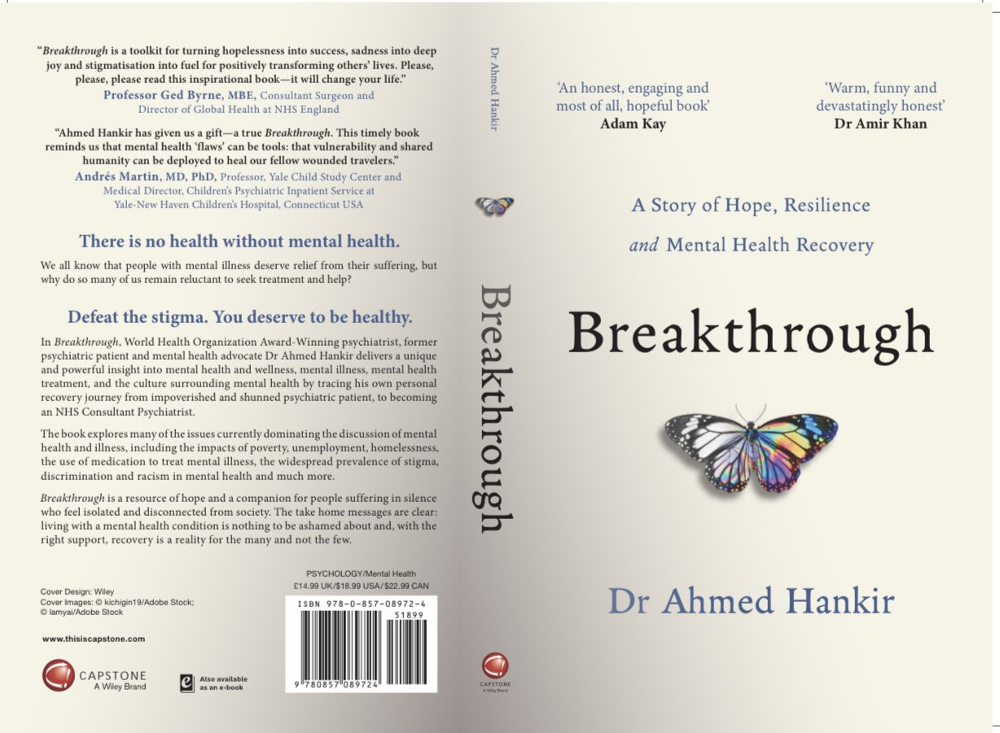 “Breakthrough is a toolkit for turning hopelessness into success, sadness into deep
joy and stigmatisation into fuel for positively transforming others’ lives. Please,
please, please read this inspirational book—it will change your life.”
Professor Ged Byrne, MBE, Consultant Surgeon and
Director of Global Health at NHS England
“Ahmed Hankir has given us a gift—a true Breakthrough. This timely book
reminds us that mental health ‘flaws’ can be tools: that vulnerability and shared
humanity can be deployed to heal our fellow wounded travelers.”
Andrés Martin, MD, PhD, Professor, Yale Child Study Center and
Medical Director, Children’s Psychiatric Inpatient Service at
Yale-New Haven Children’s Hospital, Connecticut USA
There is no health without mental health.
We all know that people with mental illness deserve relief from their suffering, but
why do so many of us remain reluctant to seek treatment and help?
Defeat the stigma. You deserve to be healthy.
In Breakthrough, World Health Organization Award-Winning psychiatrist, former
psychiatric patient and mental health advocate Dr Ahmed Hankir delivers a unique
and powerful insight into mental health and wellness, mental illness, mental health
treatment, and the culture surrounding mental health by tracing his own personal
recovery journey from impoverished and shunned psychiatric patient, to becoming
an NHS Consultant Psychiatrist.
The book explores many of the issues currently dominating the discussion of mental
health and illness, including the impacts of poverty, unemployment, homelessness,
the use of medication to treat mental illness, the widespread prevalence of stigma,
discrimination and racism in mental health and much more.
Breakthrough is a resource of hope and a companion for people suffering in silence
who feel isolated and disconnected from society. The take home messages are clear:
living with a mental health condition is nothing to be ashamed about and, with the
right support, recovery is a reality for the many and not the few.
Cover Design: Wiley
Cover Images: © kichigin19/Adobe Stock;
© lamyai/Adobe Stock
www.thisiscapstone.com
CAPSTONE
A Wiley Brand
e
Also available
as an e-book
PSYCHOLOGY/Mental Health
£14.99 UK/$18.99 USA/$22.99 CAN
ISBN 978-0-857-08972-4
51899
9 780857 089724
Dr Ahmed Hankir
Breakthrough
CAPSTONE
A Wiley Brand
‘An honest, engaging and
most of all, hopeful book’
Adam Kay
‘Warm, funny and
devastatingly honest’
Dr Amir Khan
A Story of Hope, Resilience
and Mental Health Recovery
Breakthrough
Dr Ahmed Hankir